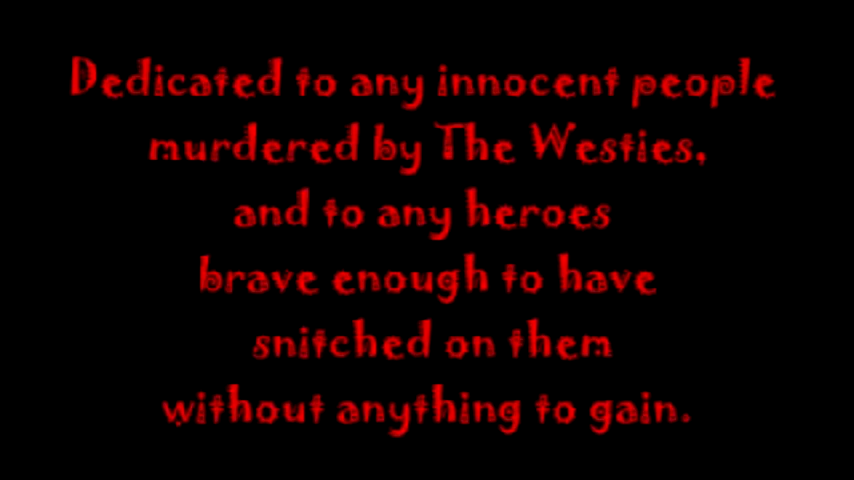 Dedicated to any innocent people
murdered by The Westies,
and to any heroes
brave enough to have
snitched on them
without anything to gain.